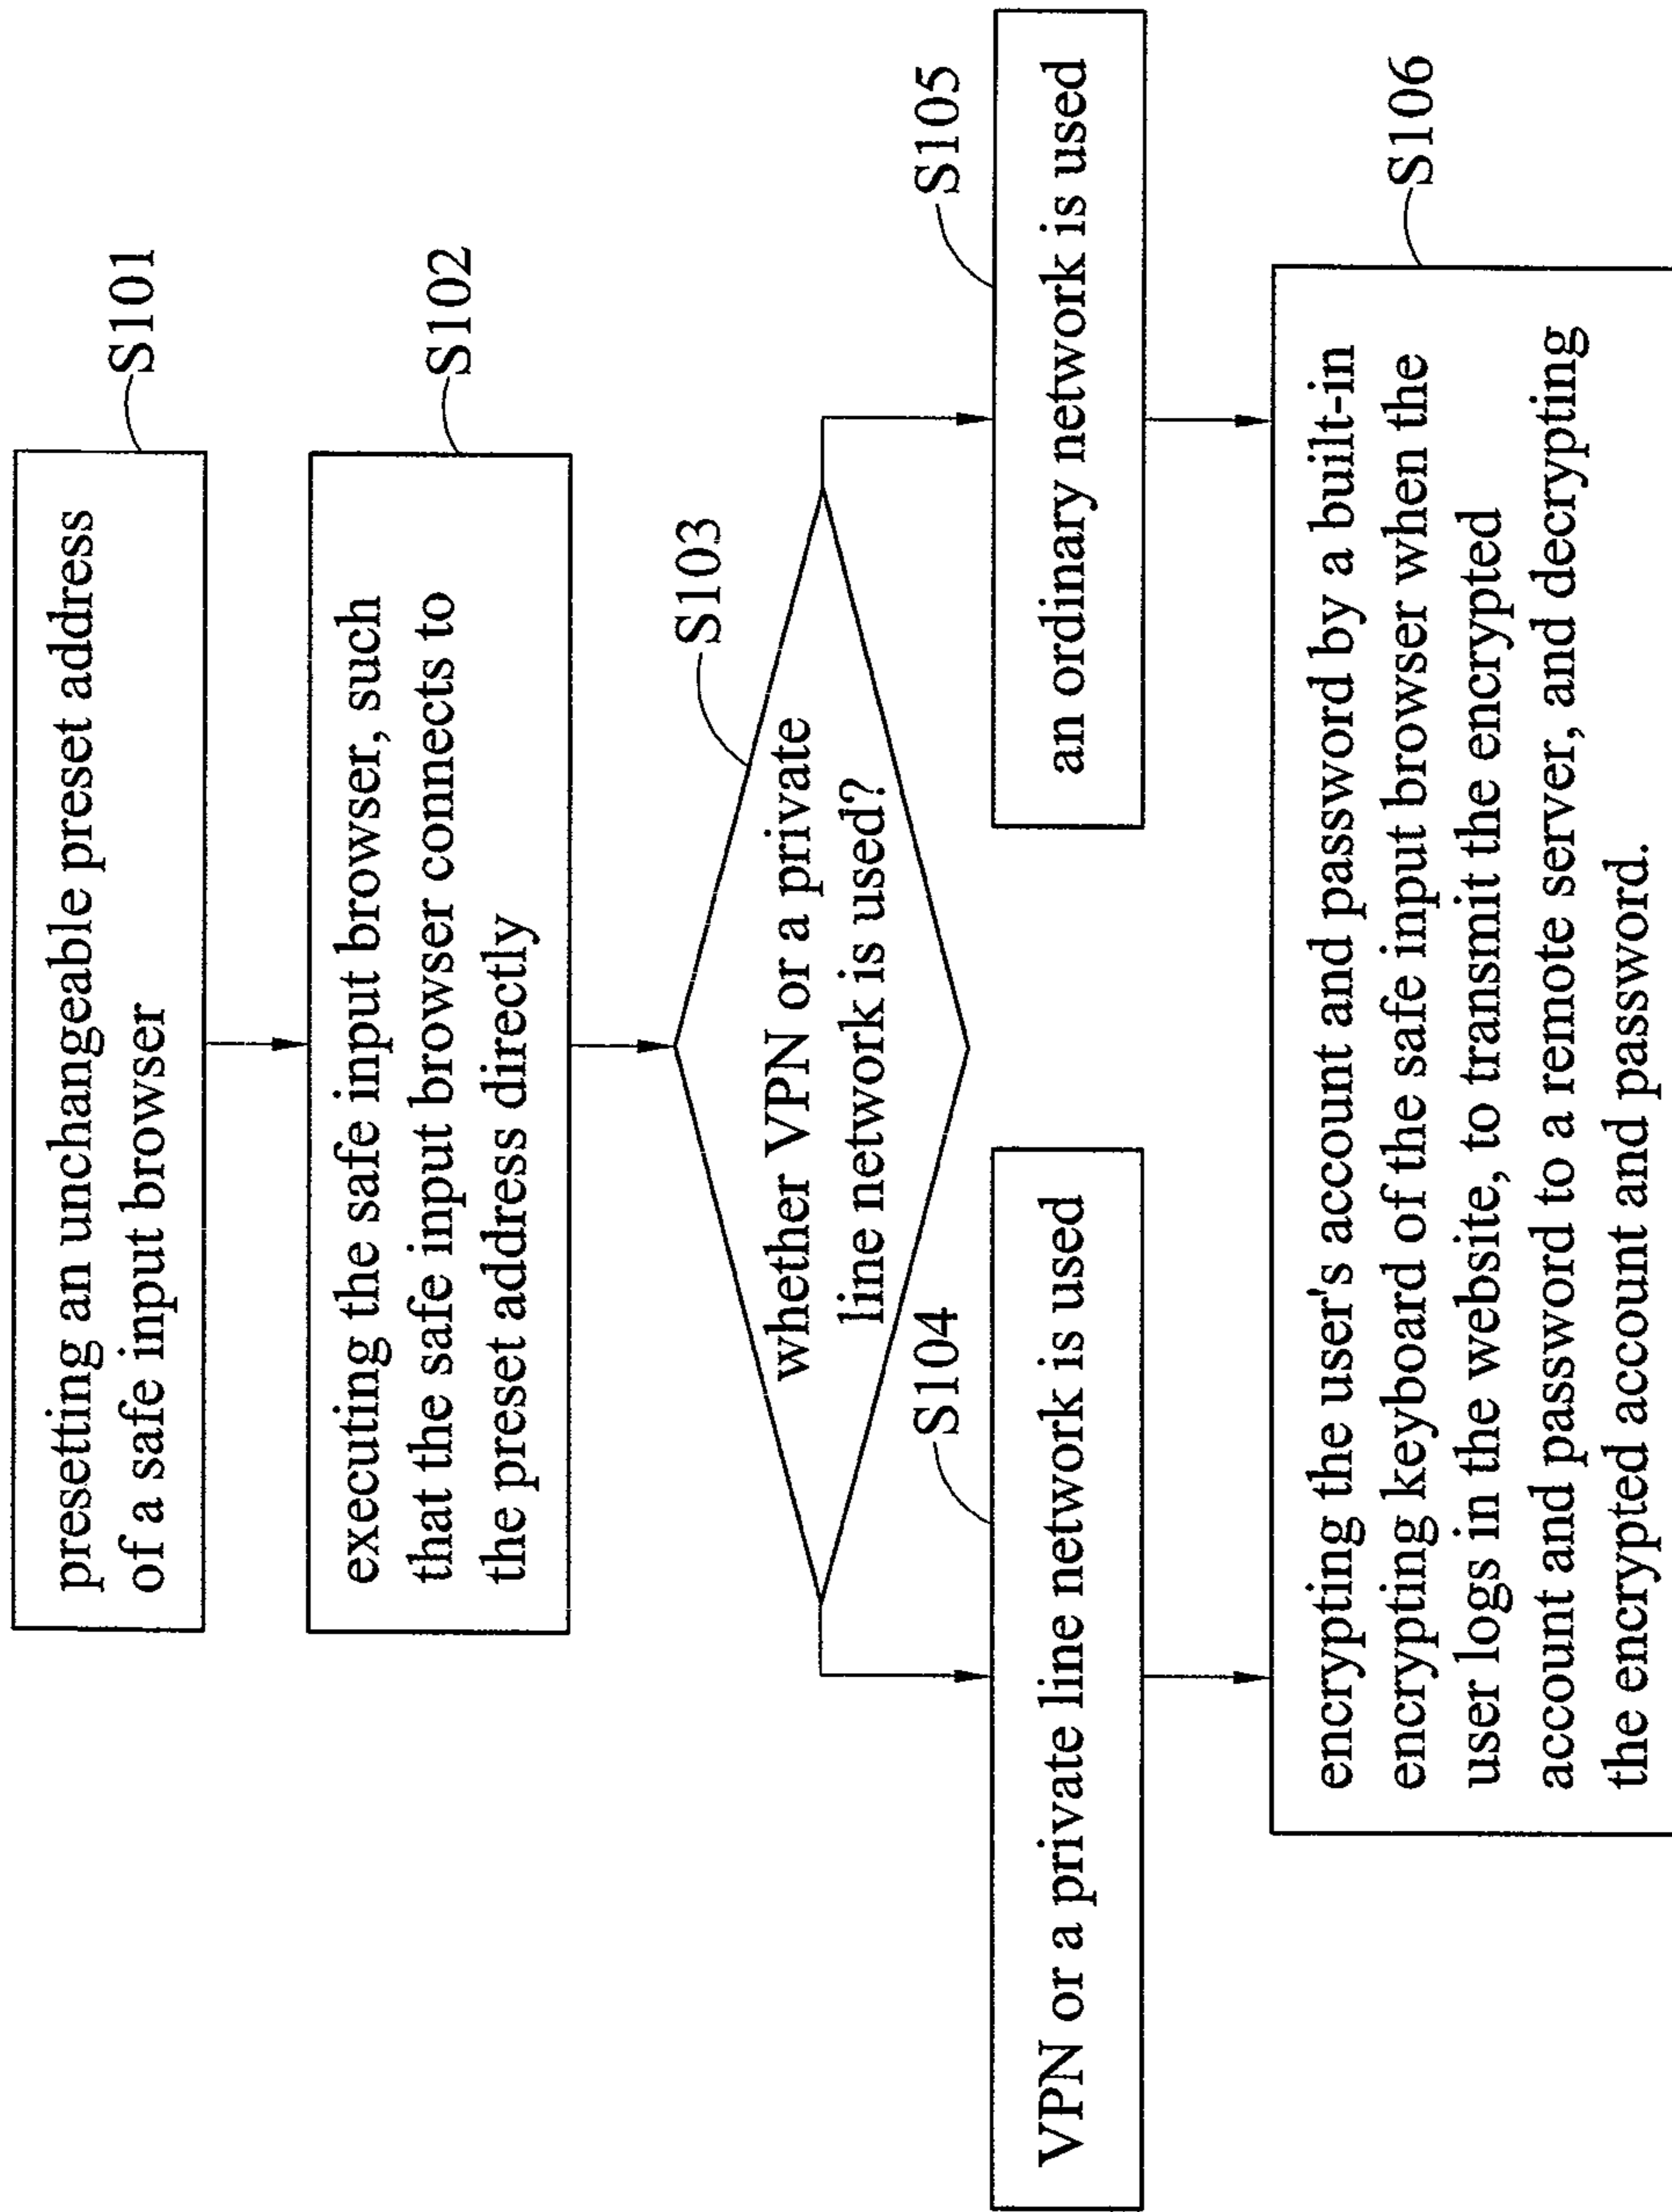 presetting an unchangeable preset address
of a safe input browser
S101
executing the safe input browser, such
that the safe input browser connects to
the preset address directly
S102
whether VPN or a private
line network is used?
S103
VPN or a private line network is used
S104
an ordinary network is used
S105
encrypting the user's account and password by a built-in
encrypting keyboard of the safe input browser when the
user logs in the website, to transmit the encrypted
account and password to a remote server, and decrypting
the encrypted account and password.
S106